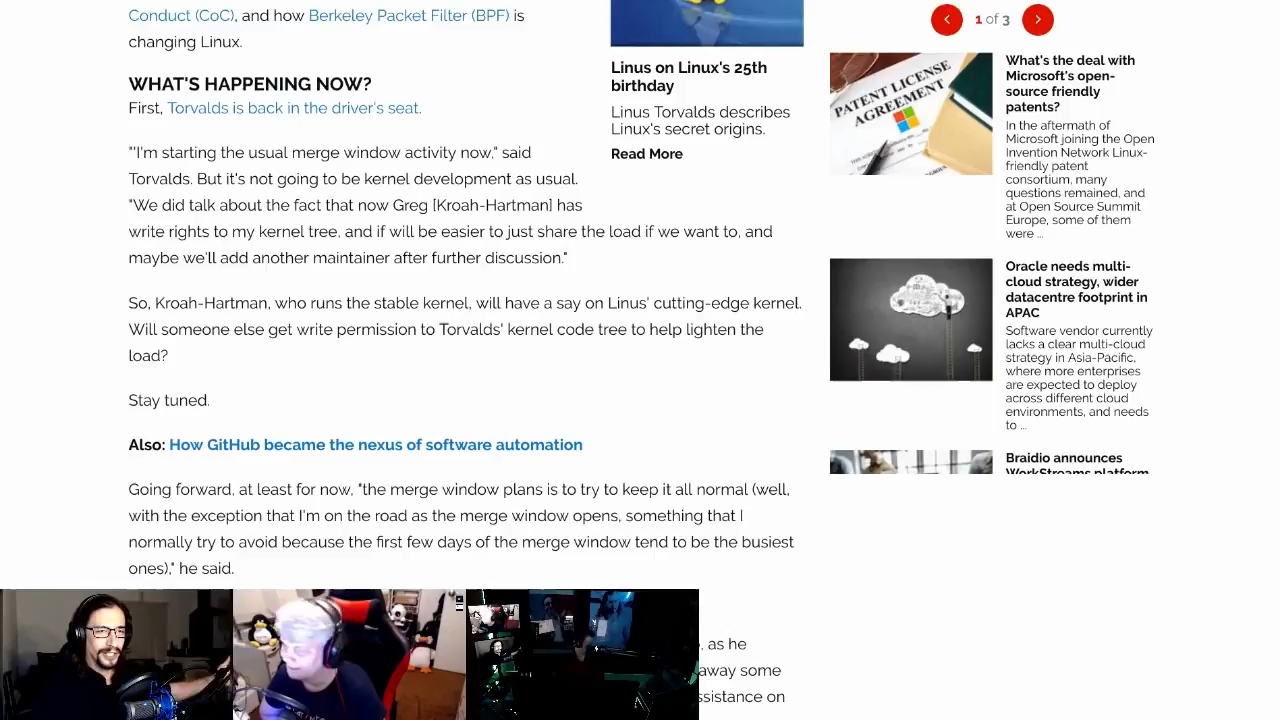 Conduct (CoC), and how Berkeley Packet Filter (BPF) is
changing Linux.
WHAT'S HAPPENING NOW?
First, Torvalds is back in the driver's seat.
"'I'm starting the usual merge window activity now," said
Torvalds. But it's not going to be kernel development as usual.
"We did talk about the fact that now Greg [Kroah-Hartman] has
write rights to my kernel tree, and if will be easier to just share the load if we want to, and
maybe we'll add another maintainer after further discussion."
So, Kroah-Hartman, who runs the stable kernel, will have a say on Linus' cutting-edge kernel.
Will someone else get write permission to Torvalds' kernel code tree to help lighten the
load?
Stay tuned.
Also: How GitHub became the nexus of software automation
Going forward, at least for now, "the merge window plans is to try to keep it all normal (well,
with the exception that I'm on the road as the merge window opens, something that I
normally try to avoid because the first few days of the merge window tend to be the busiest
ones)," he said.
, as he
away some
ssistance on
Linus on Linux's 25th
birthday
Linus Torvalds describes
Linux's secret origins.
Read More
1 of 3
PATENT LICENSE
AGREEMENT
What's the deal with
Microsoft's open-
source friendly
patents?
In the aftermath of
Microsoft joining the Open
Invention Network Linux-
friendly patent
consortium, many
questions remained, and
at Open Source Summit
Europe, some of them
were ...
Oracle needs multi-
cloud strategy, wider
datacentre footprint in
APAC
Software vendor currently
lacks a clear multi-cloud
strategy in Asia-Pacific,
where more enterprises
are expected to deploy
across different cloud
environments, and needs
to ...
Braidio announces
WorkStreams platform